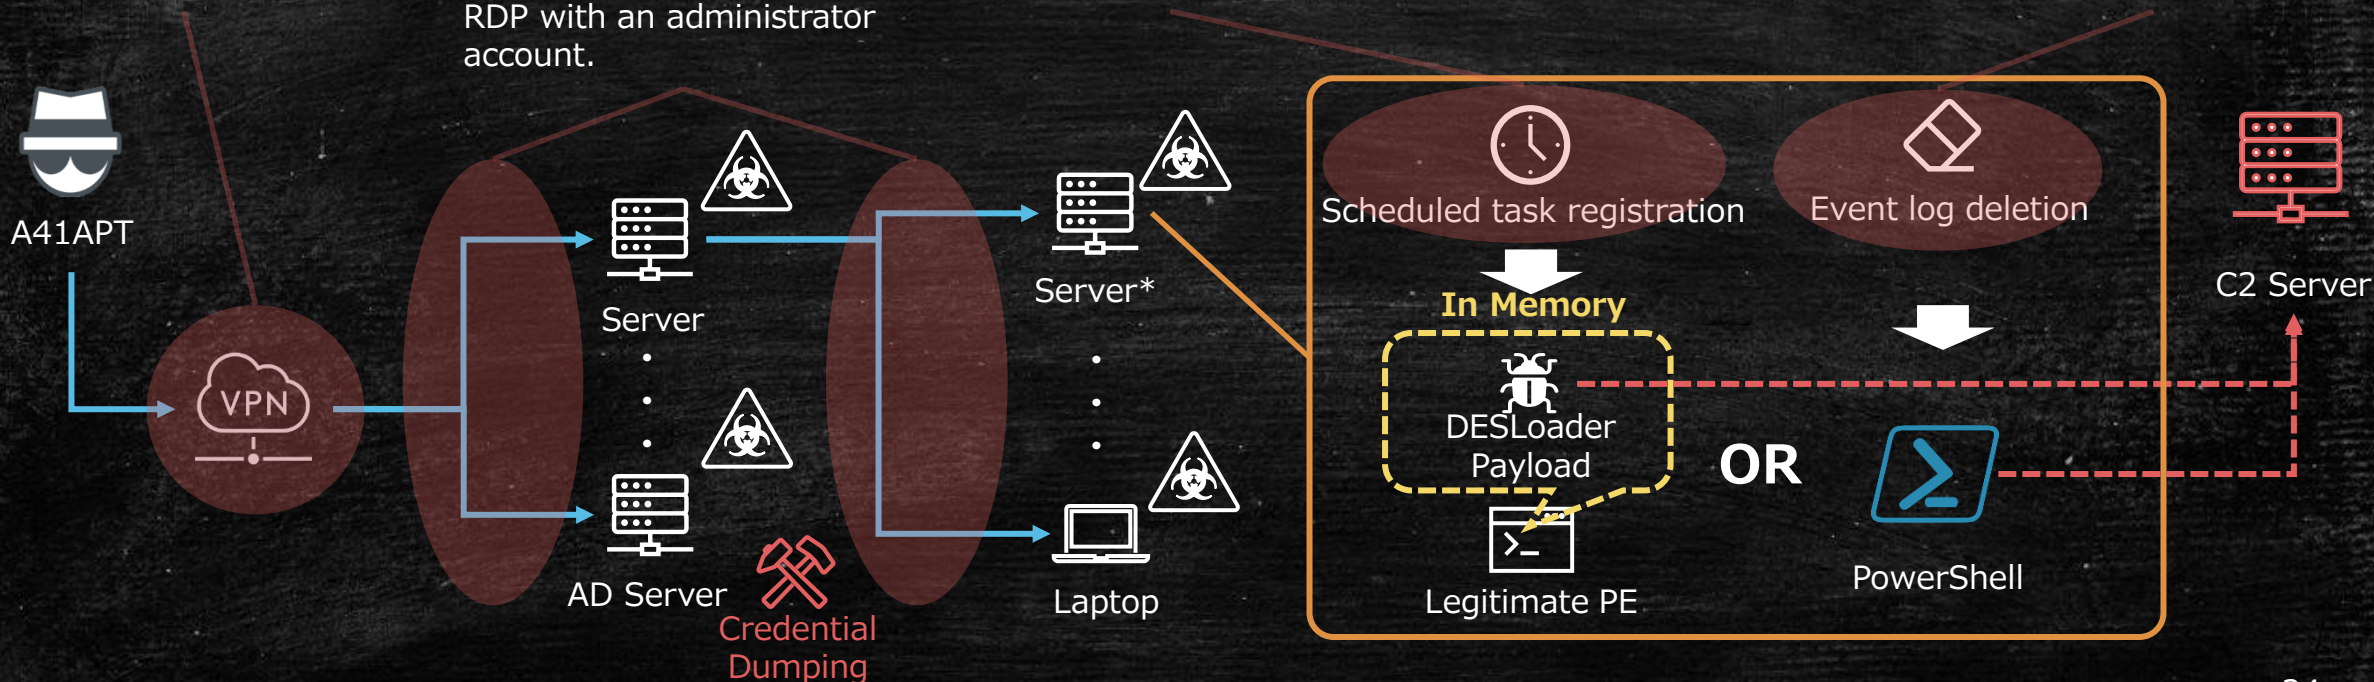 RDP with an administrator
account.
A41APT
VPN
Server
AD Server
Credential
Dumping
Server*
Laptop
Scheduled task registration
Event log deletion
In Memory
DESLoader
Payload
Legitimate PE
OR
PowerShell
C2 Server